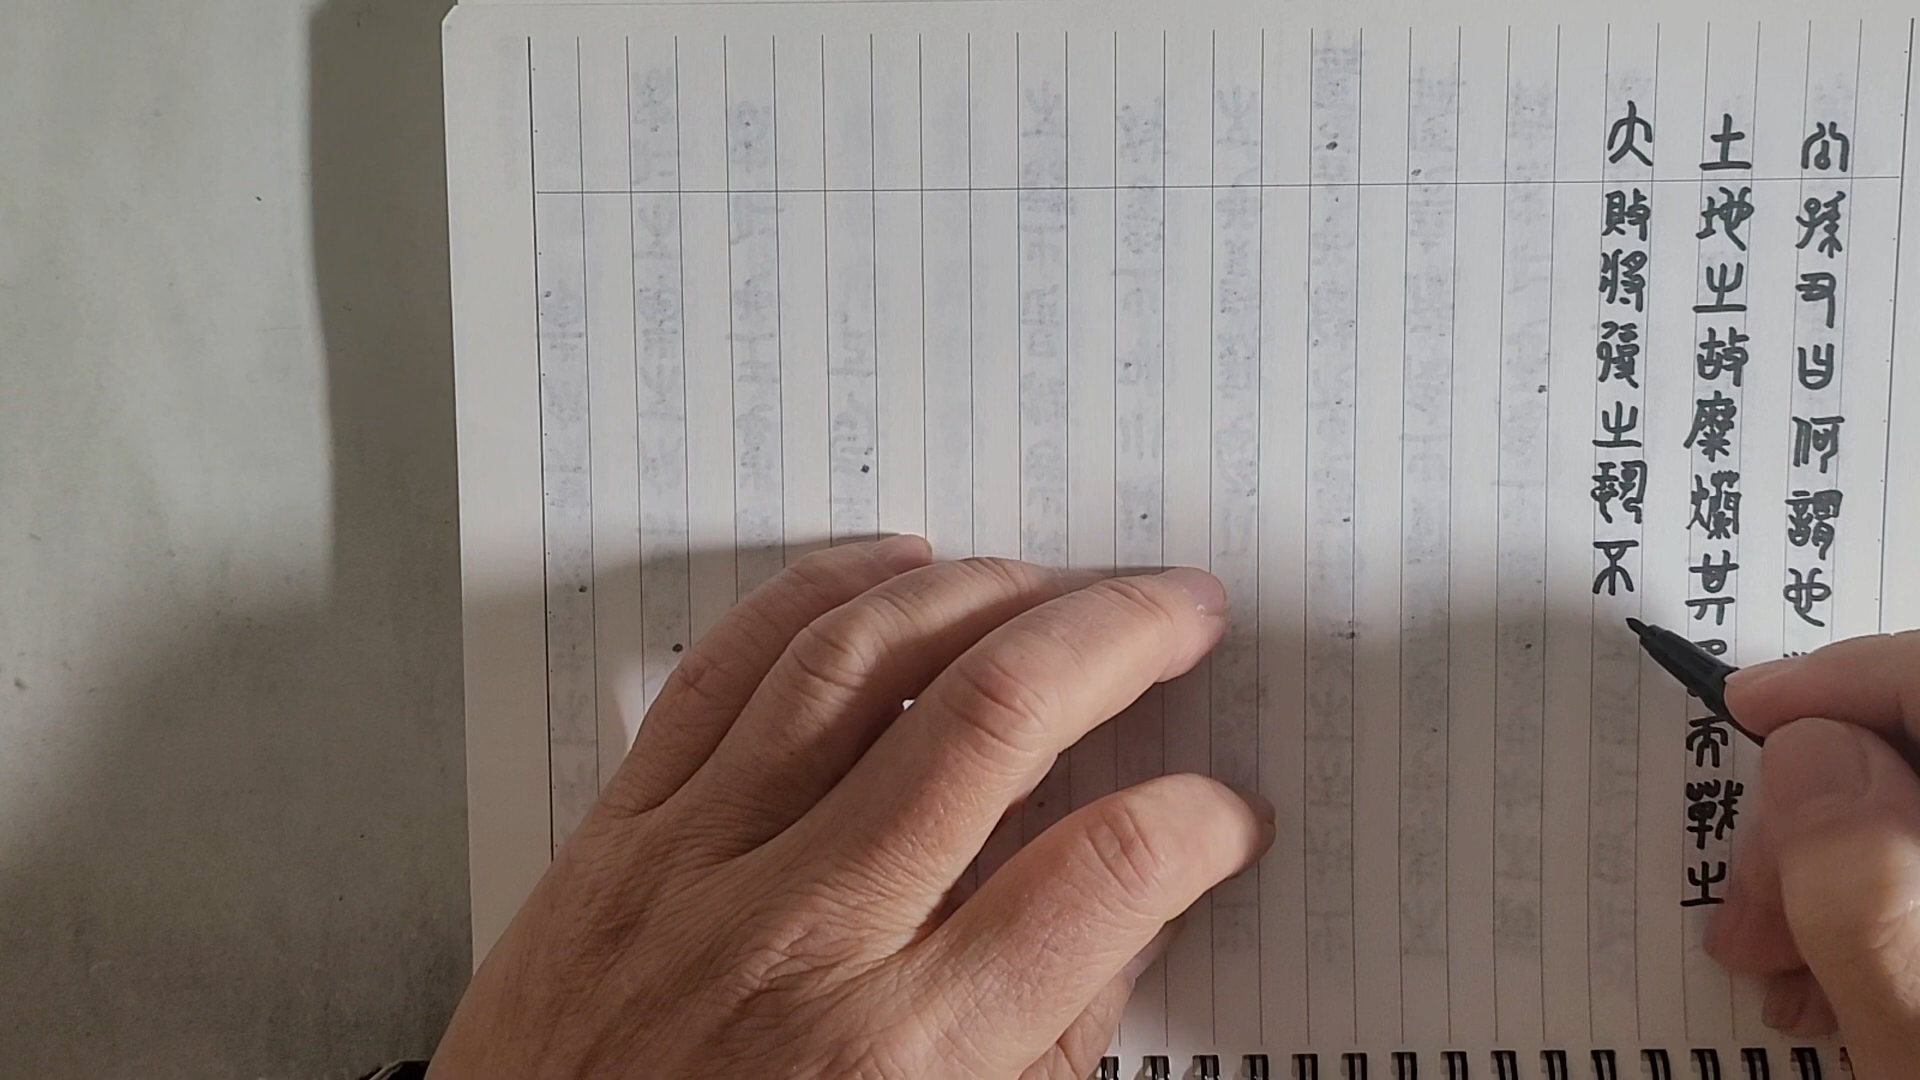 公孫丑曰何謂也
土地之故糜爛其而戰之
大敗將復之恐不